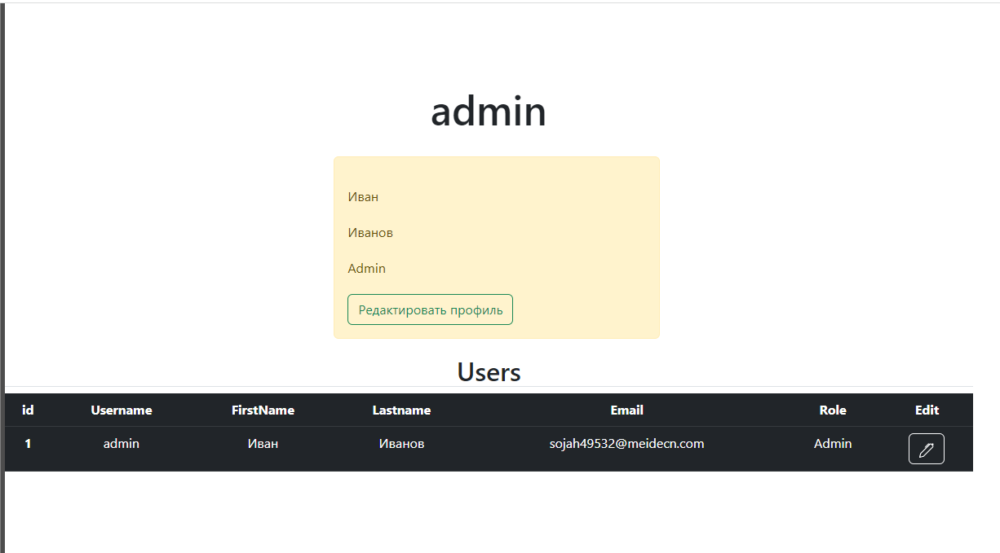 admin
Иван
Иванов
Admin
Редактировать профиль
Users
id Username FirstName Lastname Email Role Edit
1 admin Иван Иванов sojah49532@meidecn.com Admin